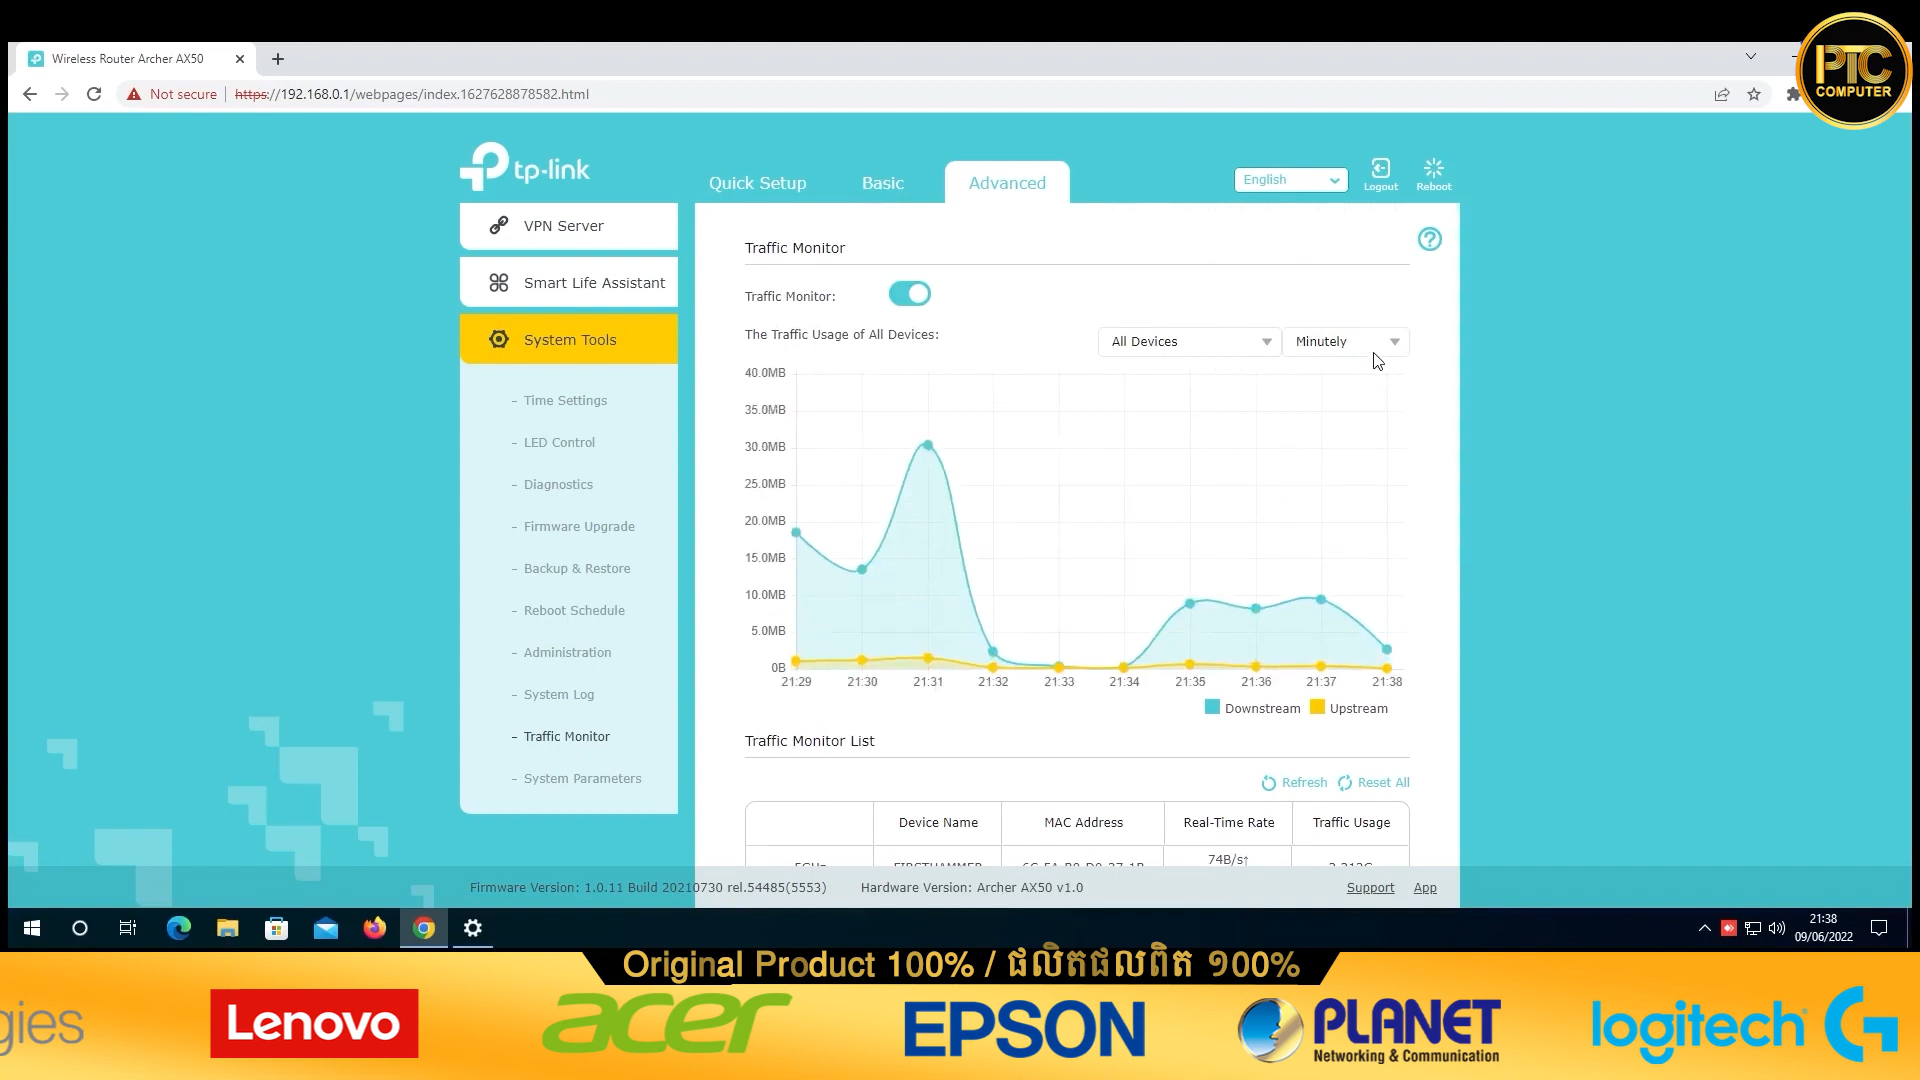 Wireless Router Archer AX50
PTC
COMPUTER
Not secure
https://192.168.0.1/webpages/index.1627628878582.html
tp-link
Quick Setup
Basic
Advanced
English
Logout
Reboot
VPN Server
Smart Life Assistant
System Tools
- Time Settings
- LED Control
- Diagnostics
- Firmware Upgrade
- Backup & Restore
- Reboot Schedule
- Administration
- System Log
- Traffic Monitor
- System Parameters
Traffic Monitor
Traffic Monitor:
The Traffic Usage of All Devices:
All Devices
Minutely
40.0MB
35.0MB
30.0MB
25.0MB
20.0MB
15.0MB
10.0MB
5.0MB
0B
21:29 21:30 21:31 21:32 21:33 21:34 21:35 21:36 21:37 21:38
Downstream Upstream
Traffic Monitor List
Refresh Reset All
Device Name MAC Address Real-Time Rate Traffic Usage
74B/s↑
5GHz FIRSTHAMMER
Firmware Version: 1.0.11 Build 20210730 rel.54485(5553) Hardware Version: Archer AX50 v1.0
Support App
21:38
09/06/2022
Original Product 100% / ផលិតផលពិត ១00%
gies
Lenovo
acer
EPSON
PLANET
Networking & Communication
logitech G